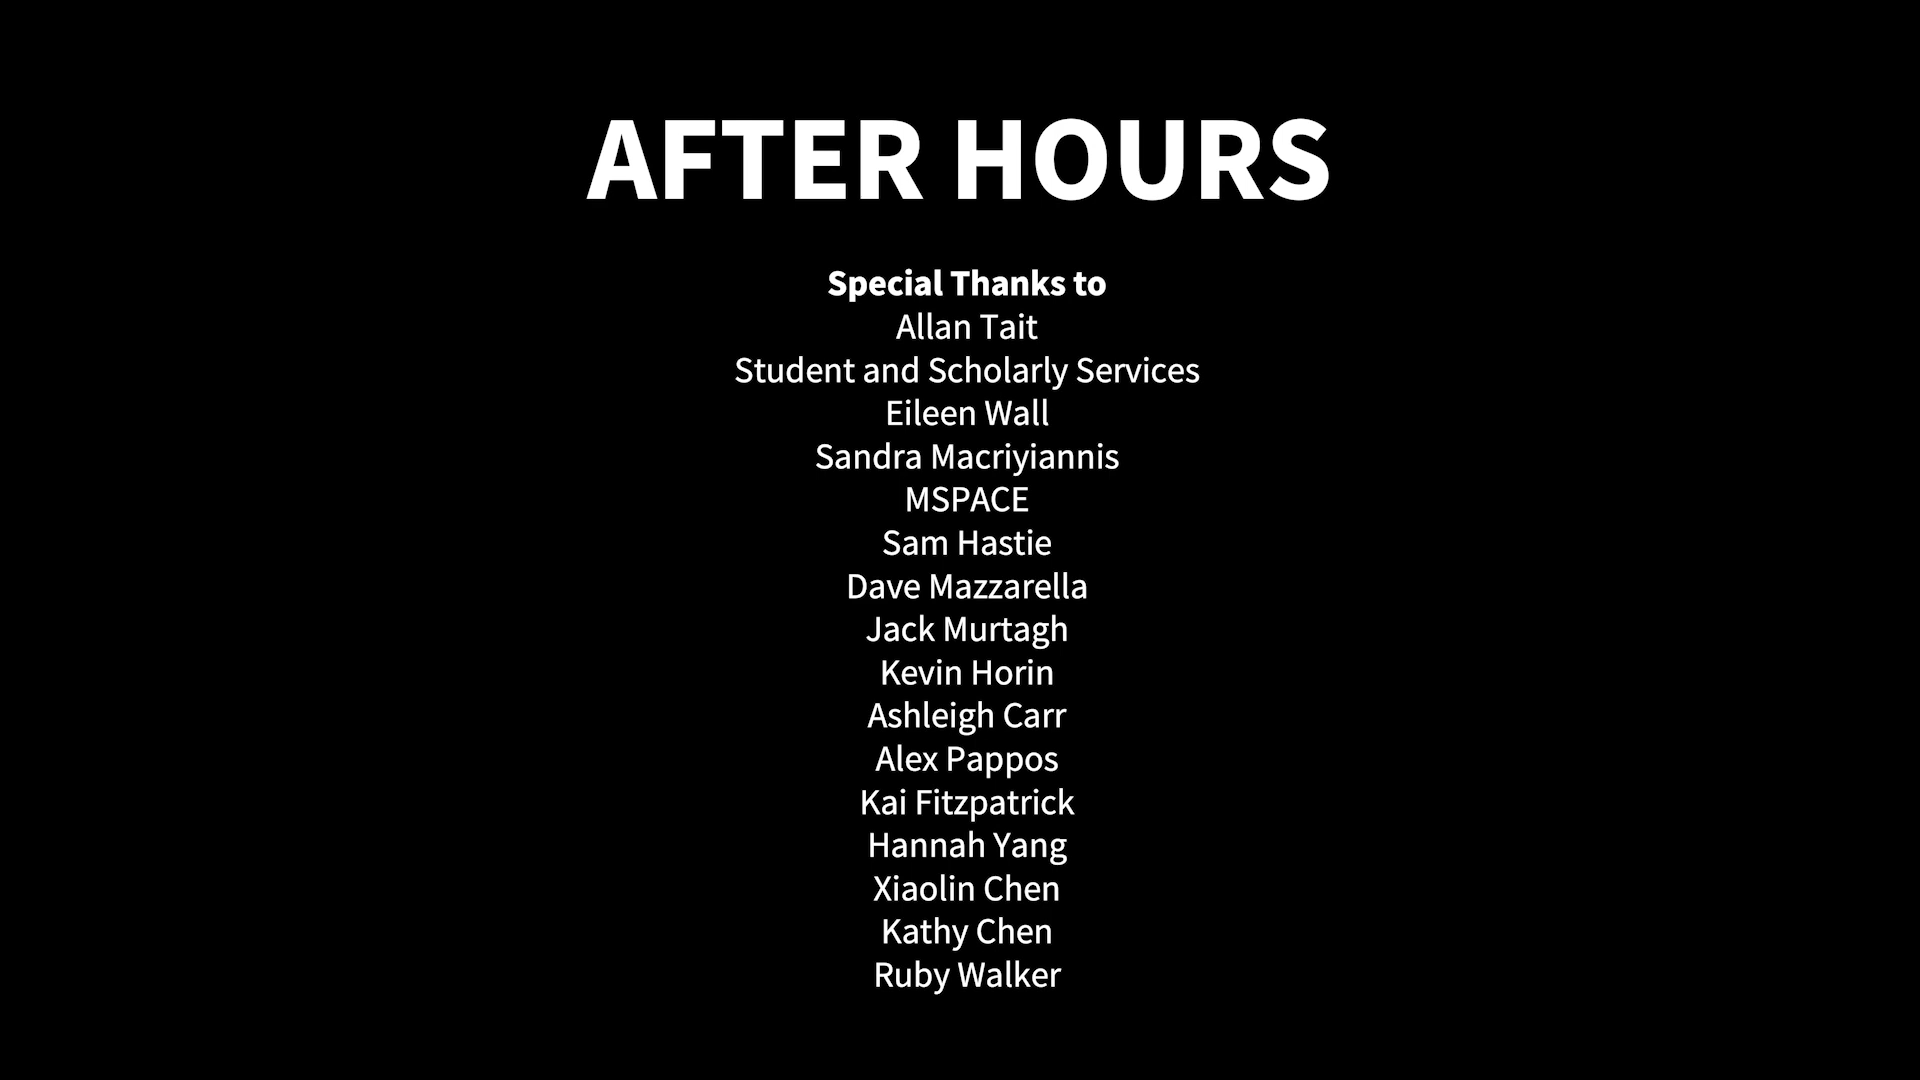 AFTER HOURS
Special Thanks to
Allan Tait
Student and Scholarly Services
Eileen Wall
Sandra Macriyiannis
MSPACE
Sam Hastie
Dave Mazzarella
Jack Murtagh
Kevin Horin
Ashleigh Carr
Alex Pappos
Kai Fitzpatrick
Hannah Yang
Xiaolin Chen
Kathy Chen
Ruby Walker